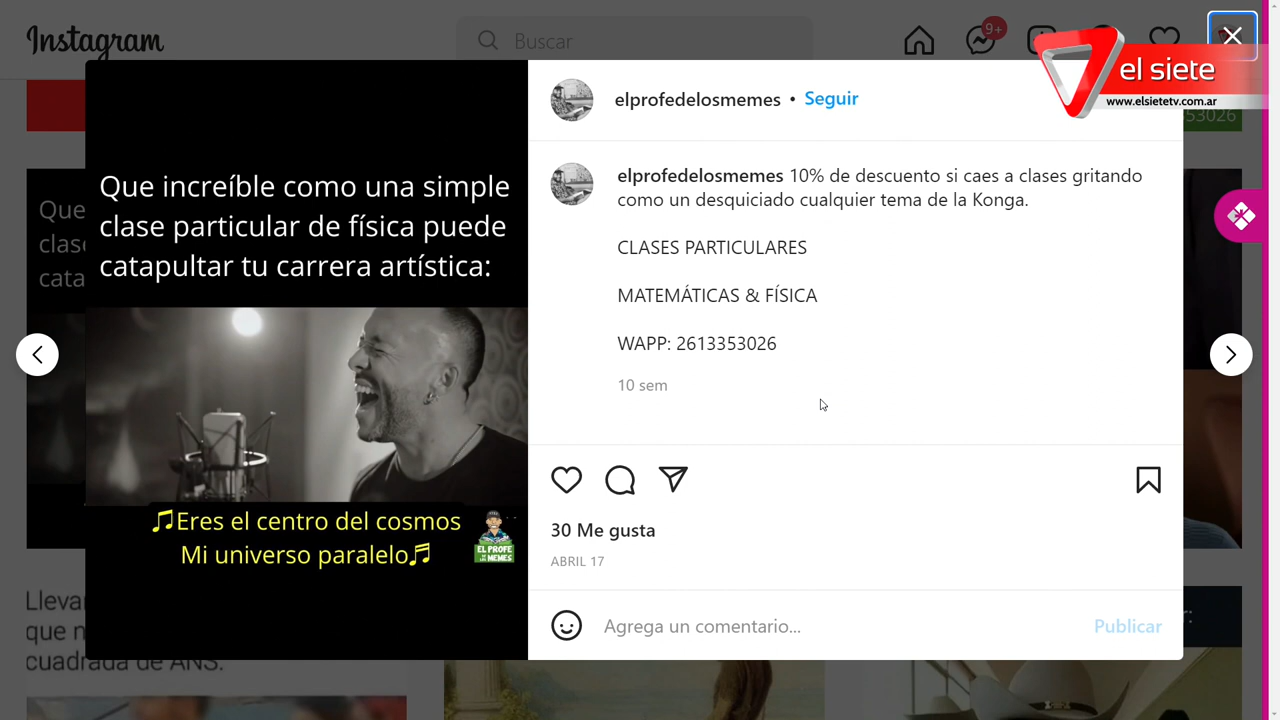 Instagram
Buscar
9+
el siete
www.elsietetv.com.ar
53026
elprofedelosmemes • Seguir
Que increíble como una simple
clase particular de física puede
catapultar tu carrera artística:
♫Eres el centro del cosmos
Mi universo paralelo♬
EL PROFE
DE LOS
MEMES
elprofedelosmemes 10% de descuento si caes a clases gritando
como un desquiciado cualquier tema de la Konga.
CLASES PARTICULARES
MATEMÁTICAS & FÍSICA
WAPP: 2613353026
10 sem
30 Me gusta
ABRIL 17
Agrega un comentario...
Publicar
Que
clase
cata
Lleva
que n
cuadrada de ANS.